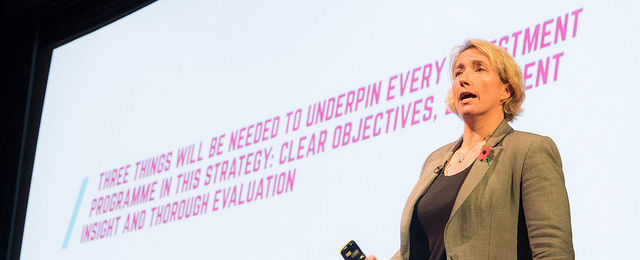 THREE THINGS WILL BE NEEDED TO UNDERPIN EVERY
PROGRAMME IN THIS STRATEGY: CLEAR OBJECTIVES,
INSIGHT AND THOROUGH EVALUATION